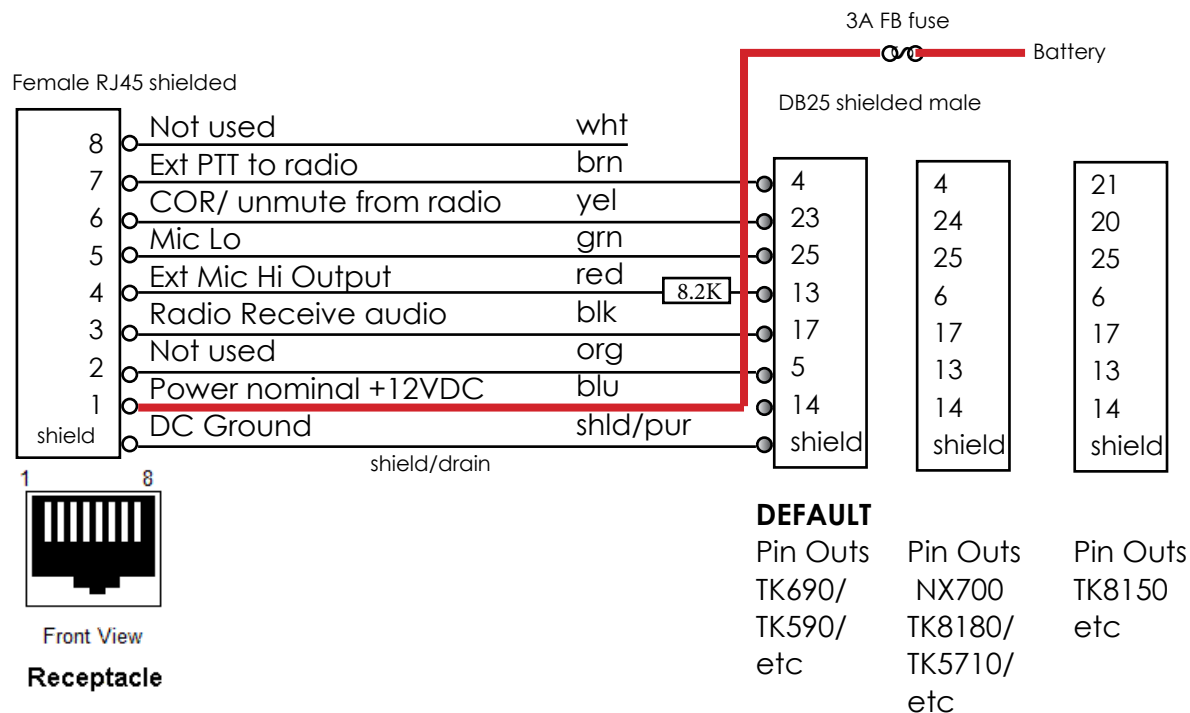 3A FB fuse
Battery
Female RJ45 shielded
DB25 shielded male
8 Not used wht
7 Ext PTT to radio brn 4 4 21
6 COR/ unmute from radio yel 23 24 20
5 Mic Lo grn 25 25 25
4 Ext Mic Hi Output red 8.2K 13 6 6
3 Radio Receive audio blk 17 17 17
2 Not used org 5 13 13
1 Power nominal +12VDC blu 14 14 14
shield DC Ground shld/pur shield shield shield
shield/drain
1 8
Front View
Receptacle
DEFAULT
Pin Outs Pin Outs Pin Outs
TK690/ NX700 TK8150
TK590/ TK8180/ etc
etc TK5710/
etc